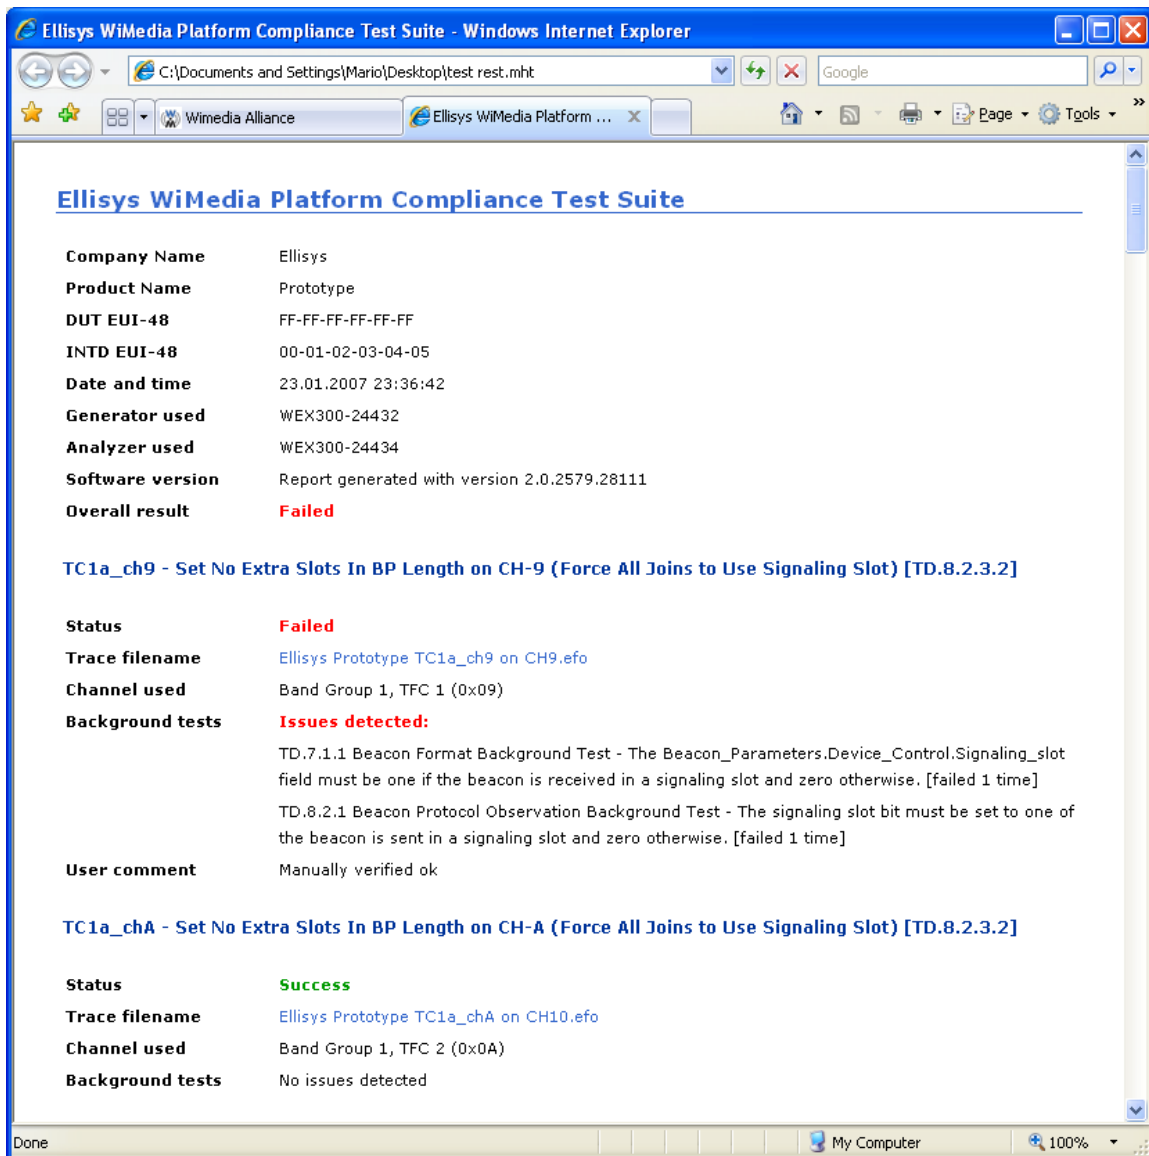 Ellisys WiMedia Platform Compliance Test Suite - Windows Internet Explorer
C:\Documents and Settings\Mario\Desktop\test rest.mht
Google
Wimedia Alliance
Ellisys WiMedia Platform ...
Page
Tools
Ellisys WiMedia Platform Compliance Test Suite
Company Name Ellisys
Product Name Prototype
DUT EUI-48 FF-FF-FF-FF-FF-FF
INTD EUI-48 00-01-02-03-04-05
Date and time 23.01.2007 23:36:42
Generator used WEX300-24432
Analyzer used WEX300-24434
Software version Report generated with version 2.0.2579.28111
Overall result Failed
TC1a_ch9 - Set No Extra Slots In BP Length on CH-9 (Force All Joins to Use Signaling Slot) [TD.8.2.3.2]
Status Failed
Trace filename Ellisys Prototype TC1a_ch9 on CH9.efo
Channel used Band Group 1, TFC 1 (0x09)
Background tests Issues detected:
TD.7.1.1 Beacon Format Background Test - The Beacon_Parameters.Device_Control.Signaling_slot
field must be one if the beacon is received in a signaling slot and zero otherwise. [failed 1 time]
TD.8.2.1 Beacon Protocol Observation Background Test - The signaling slot bit must be set to one of
the beacon is sent in a signaling slot and zero otherwise. [failed 1 time]
User comment Manually verified ok
TC1a_chA - Set No Extra Slots In BP Length on CH-A (Force All Joins to Use Signaling Slot) [TD.8.2.3.2]
Status Success
Trace filename Ellisys Prototype TC1a_chA on CH10.efo
Channel used Band Group 1, TFC 2 (0x0A)
Background tests No issues detected
Done
My Computer
100%